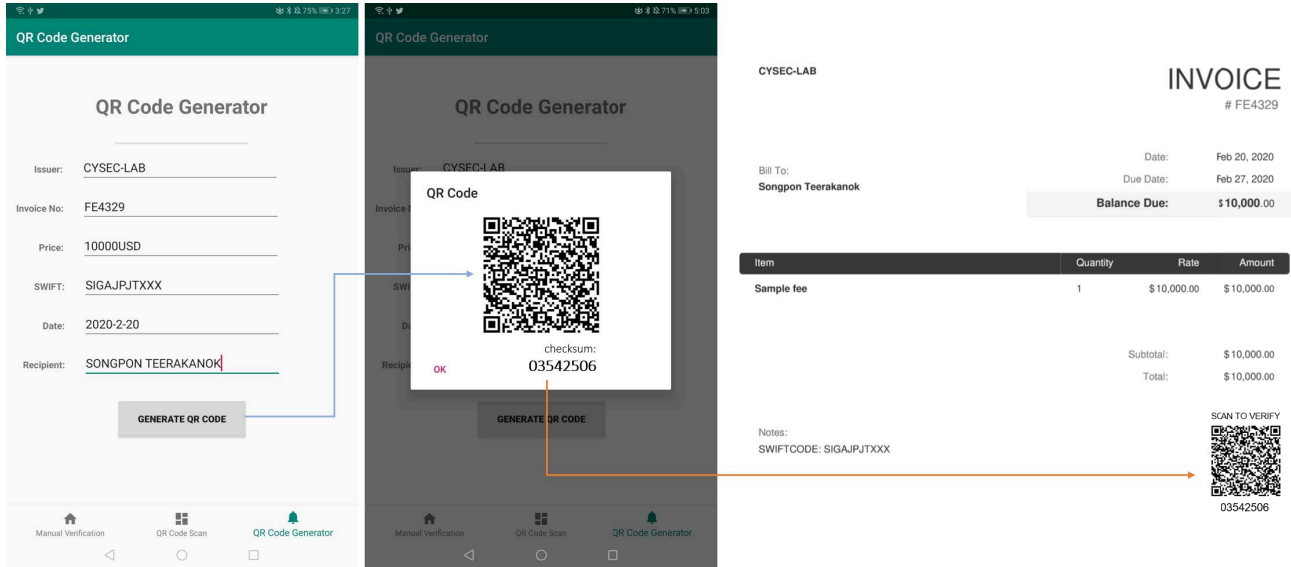 75% 3:27
QR Code Generator
QR Code Generator
Issuer: CYSEC-LAB
Invoice No: FE4329
Price: 10000USD
SWIFT: SIGAJPJTXXX
Date: 2020-2-20
Recipient: SONGPON TEERAKANOK
GENERATE QR CODE
Manual Verification QR Code Scan QR Code Generator
71% 5:03
QR Code Generator
QR Code Generator
Issuer: CYSEC-LAB
Invoice
Pri
SWI
Da
Recipie
QR Code
checksum:
OK 03542506
GENERATE QR CODE
Manual Verification QR Code Scan QR Code Generator
CYSEC-LAB
INVOICE
# FE4329
Date: Feb 20, 2020
Bill To:
Songpon Teerakanok
Due Date: Feb 27, 2020
Balance Due: $10,000.00
Item Quantity Rate Amount
Sample fee 1 $10,000.00 $10,000.00
Subtotal: $10,000.00
Total: $10,000.00
SCAN TO VERIFY
Notes:
SWIFTCODE: SIGAJPJTXXX
03542506